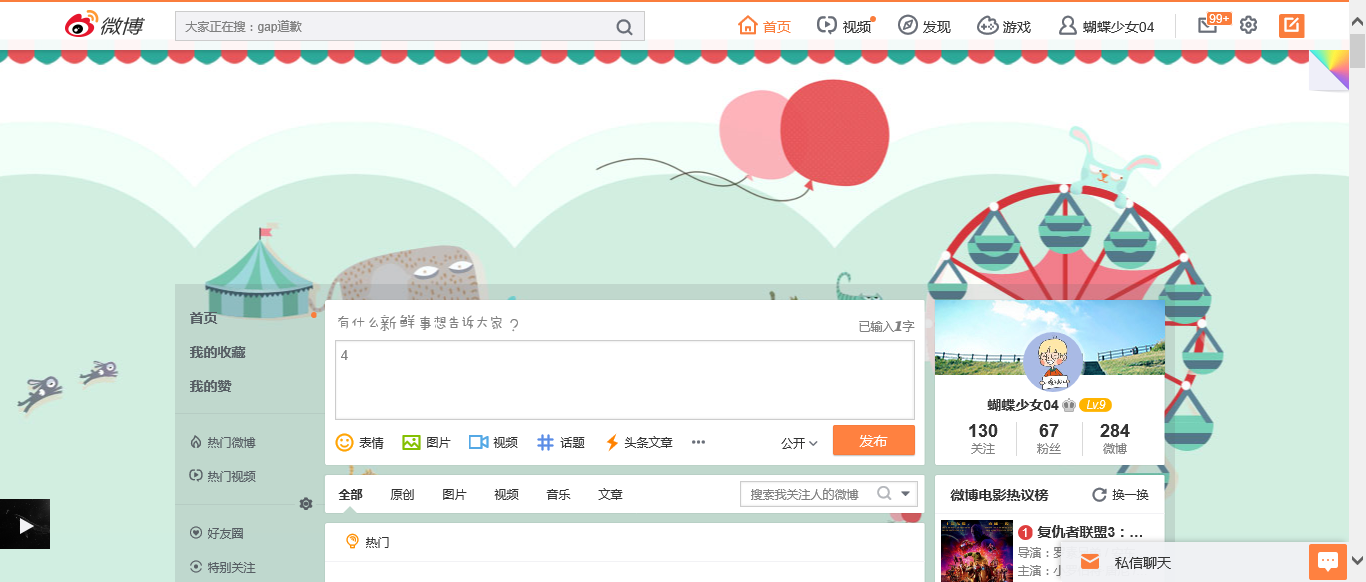 微博
大家正在搜：gap道歉
首页
视频
发现
游戏
蝴蝶少女04
99+
首页
我的收藏
我的赞
热门微博
热门视频
好友圈
特别关注
有什么新鲜事想告诉大家？
已输入1字
4
表情
图片
视频
话题
头条文章
公开
发布
全部
原创
图片
视频
音乐
文章
搜索我关注人的微博
热门
蝴蝶少女04
Lv9
130
67
284
关注
粉丝
微博
微博电影热议榜
换一换
1 复仇者联盟3：...
导演：罗
主演：小
私信聊天